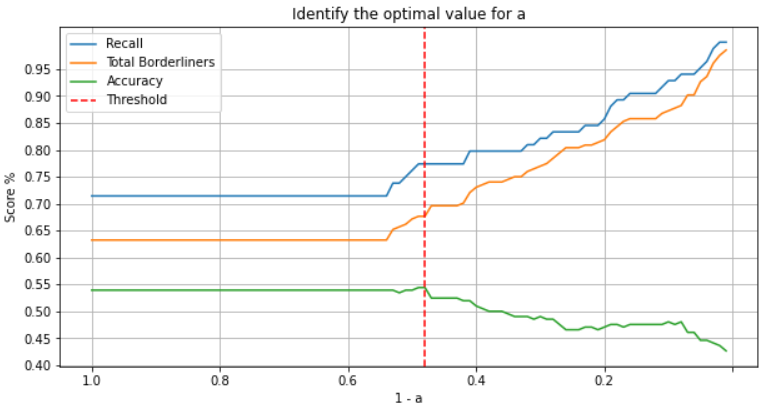 Identify the optimal value for a
Recall
Total Borderliners
Accuracy
Threshold
Score %
0.95
0.90
0.85
0.80
0.75
0.70
0.65
0.60
0.55
0.50
0.45
0.40
1.0 0.8 0.6 0.4 0.2
1 - a